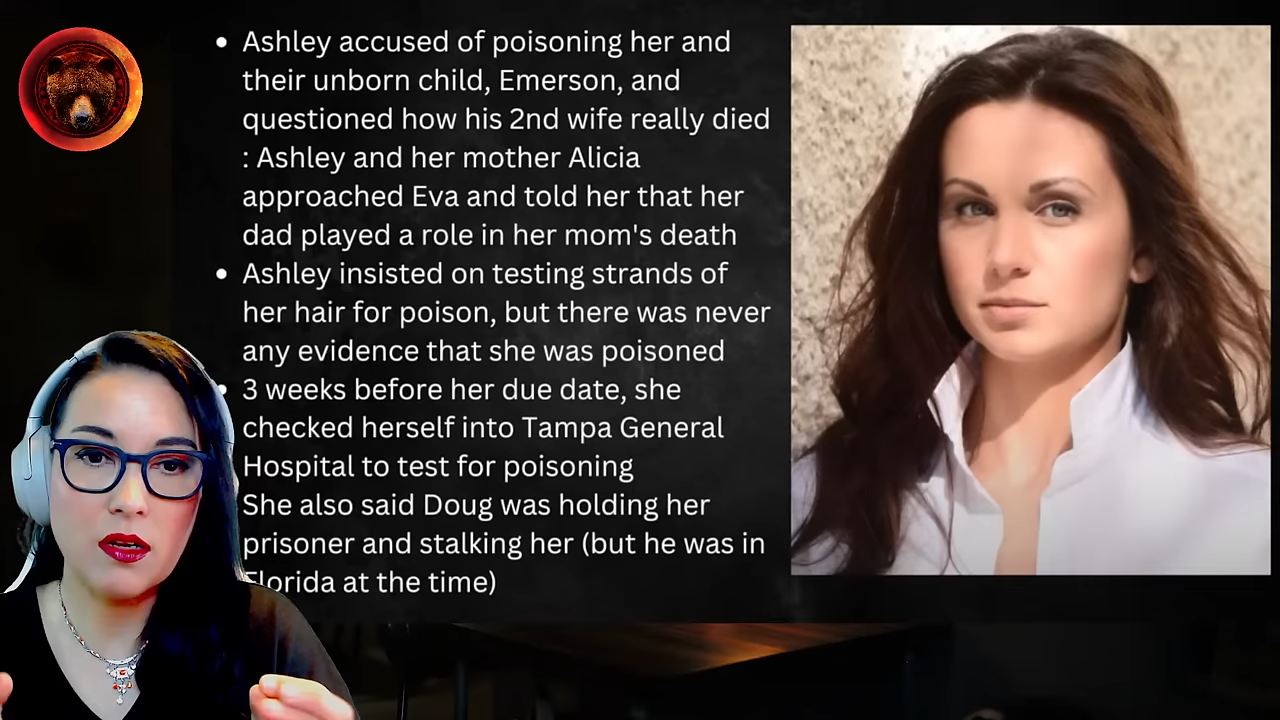 • Ashley accused of poisoning her and
their unborn child, Emerson, and
questioned how his 2nd wife really died
: Ashley and her mother Alicia
approached Eva and told her that her
dad played a role in her mom's death
• Ashley insisted on testing strands of
her hair for poison, but there was never
any evidence that she was poisoned
• 3 weeks before her due date, she
checked herself into Tampa General
Hospital to test for poisoning
She also said Doug was holding her
prisoner and stalking her (but he was in
Florida at the time)